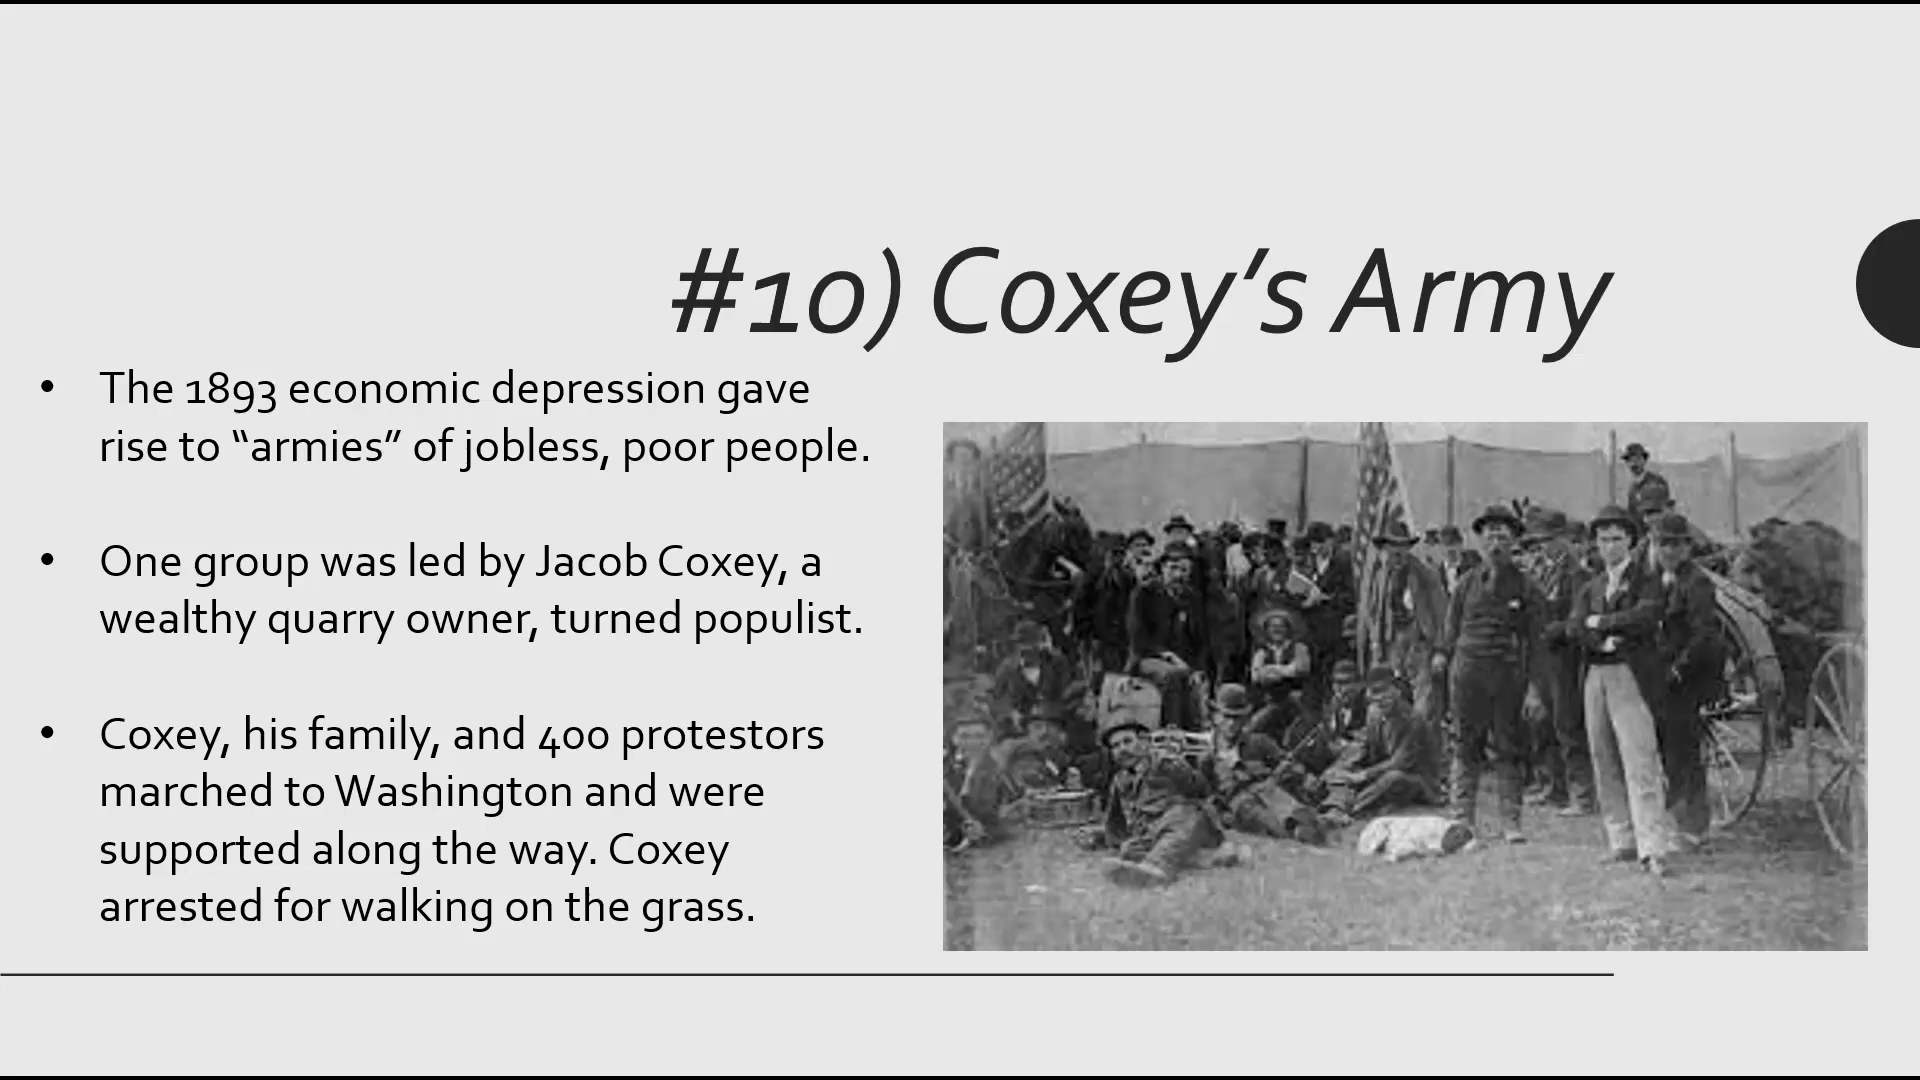 #10) Coxey’s Army
• The 1893 economic depression gave
rise to “armies” of jobless, poor people.
• One group was led by Jacob Coxey, a
wealthy quarry owner, turned populist.
• Coxey, his family, and 400 protestors
marched to Washington and were
supported along the way. Coxey
arrested for walking on the grass.